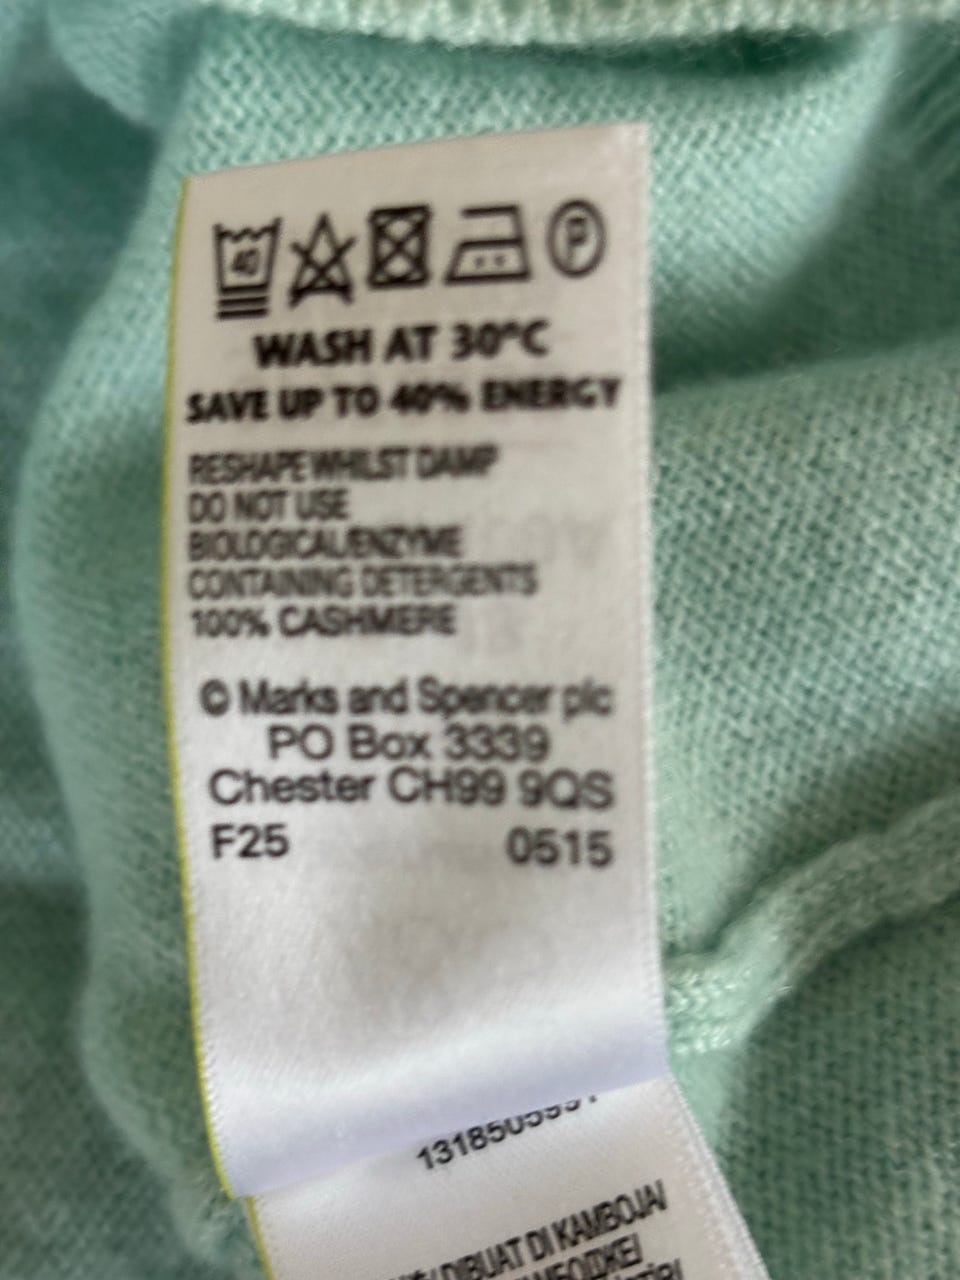 40
P
WASH AT 30°C
SAVE UP TO 40% ENERGY
RESHAPE WHILST DAMP
DO NOT USE
BIOLOGICAL/ENZYME
CONTAINING DETERGENTS
100% CASHMERE
© Marks and Spencer plc
PO Box 3339
Chester CH99 9QS
F25 0515
DIBUAT DI KAMBOJA/